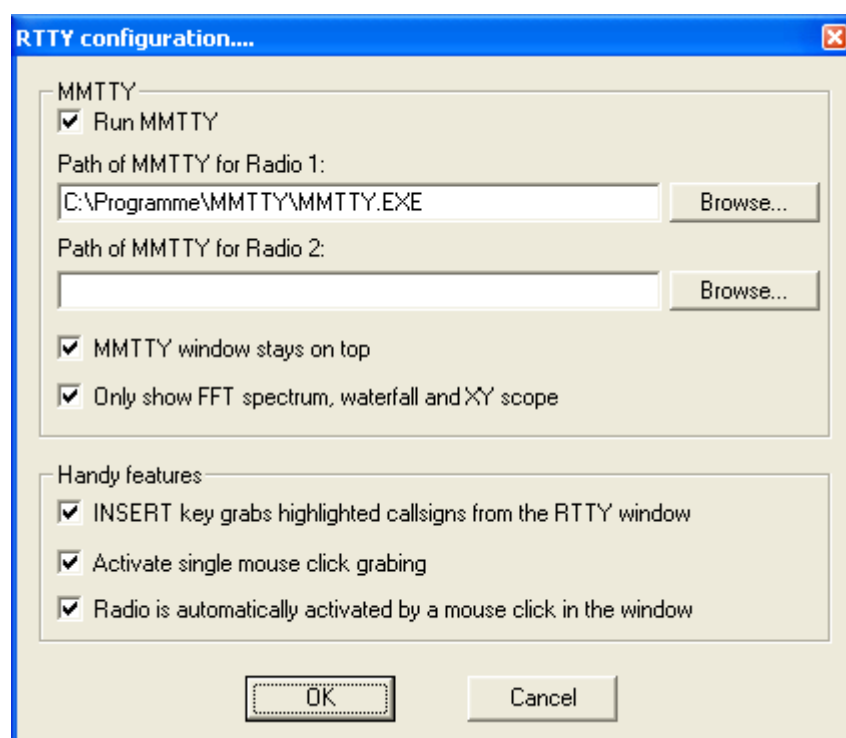 RTTY configuration....
MMTTY
Run MMTTY
Path of MMTTY for Radio 1:
C:\Programme\MMTTY\MMTTY.EXE
Browse...
Path of MMTTY for Radio 2:
Browse...
MMTTY window stays on top
Only show FFT spectrum, waterfall and XY scope
Handy features
INSERT key grabs highlighted callsigns from the RTTY window
Activate single mouse click grabing
Radio is automatically activated by a mouse click in the window
OK
Cancel